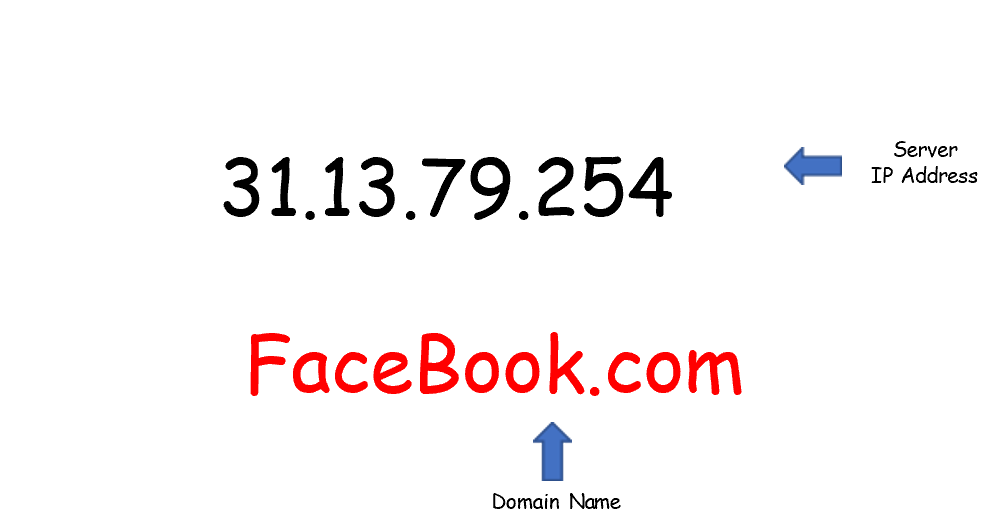 31.13.79.254
Server
IP Address
FaceBook.com
Domain Name